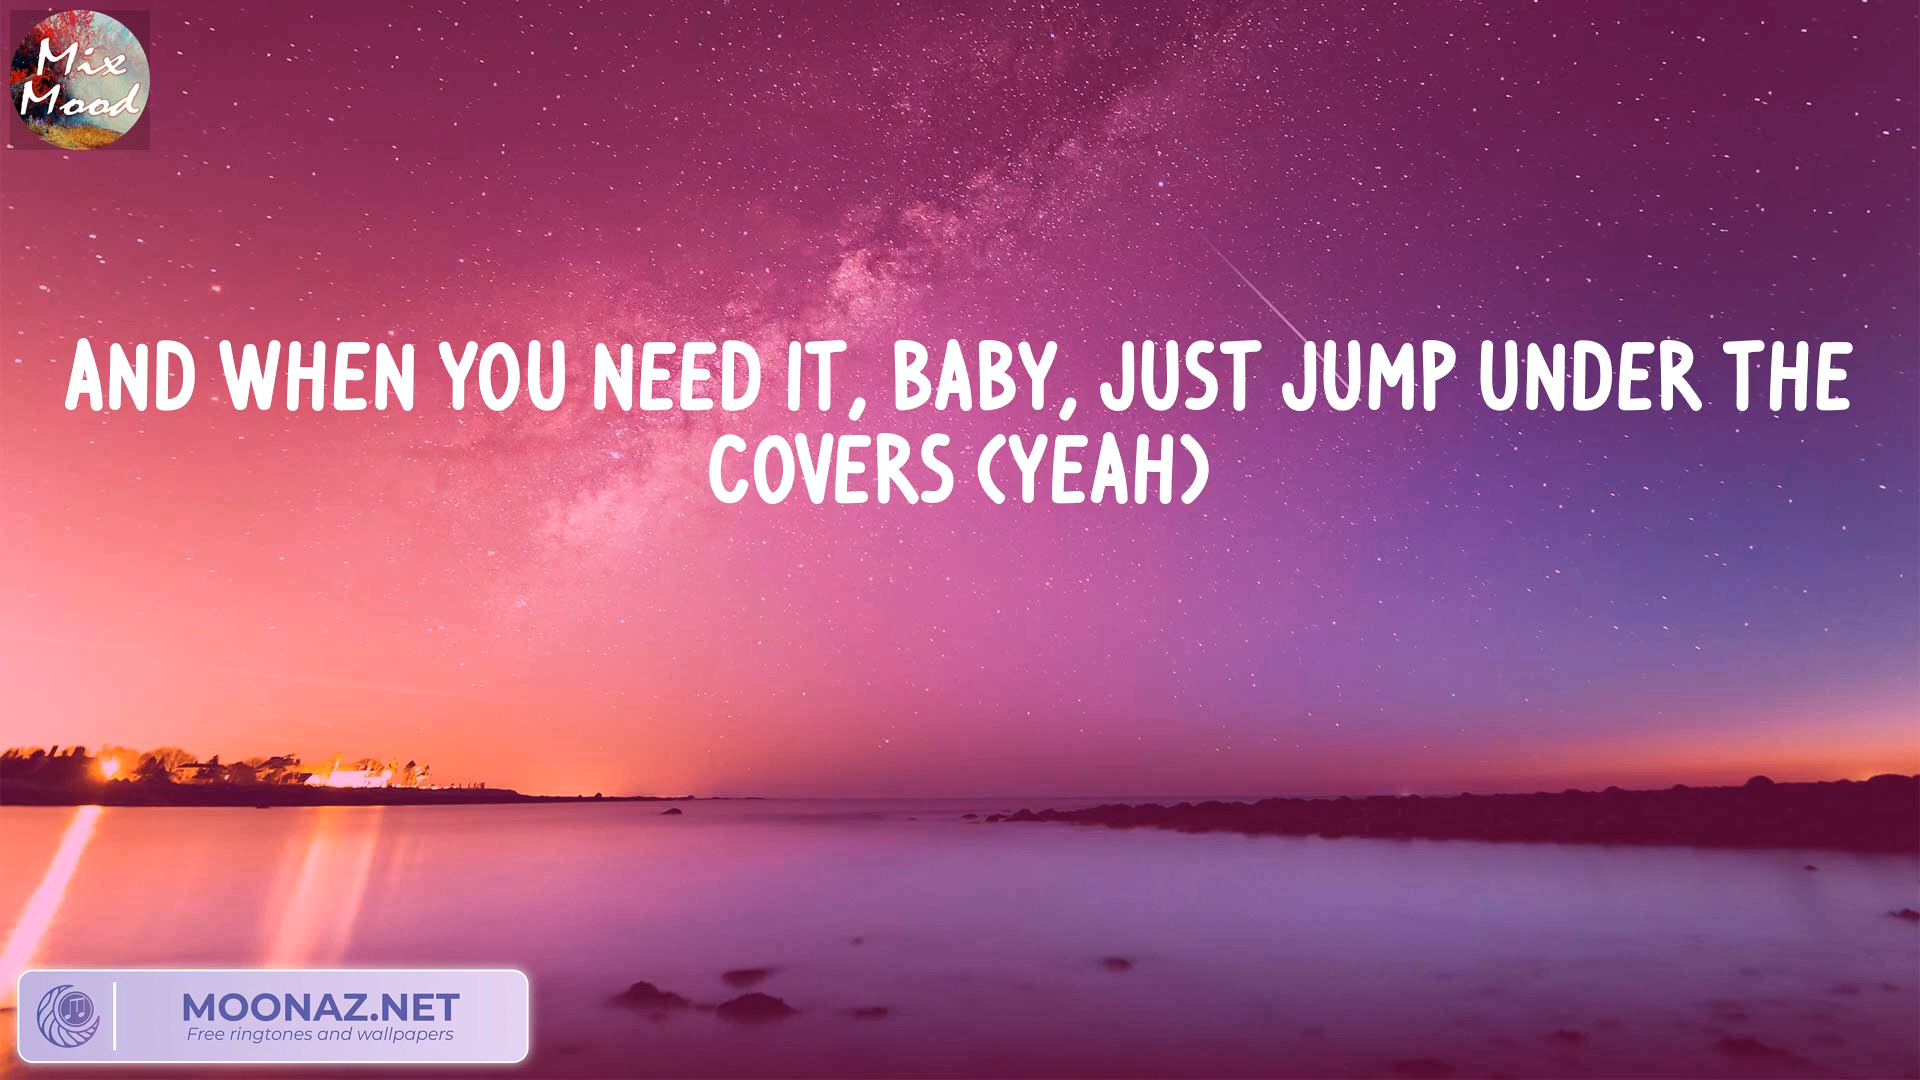 Mix
Mood
AND WHEN YOU NEED IT, BABY, JUST JUMP UNDER THE
COVERS (YEAH)
MOONAZ.NET
Free ringtones and wallpapers